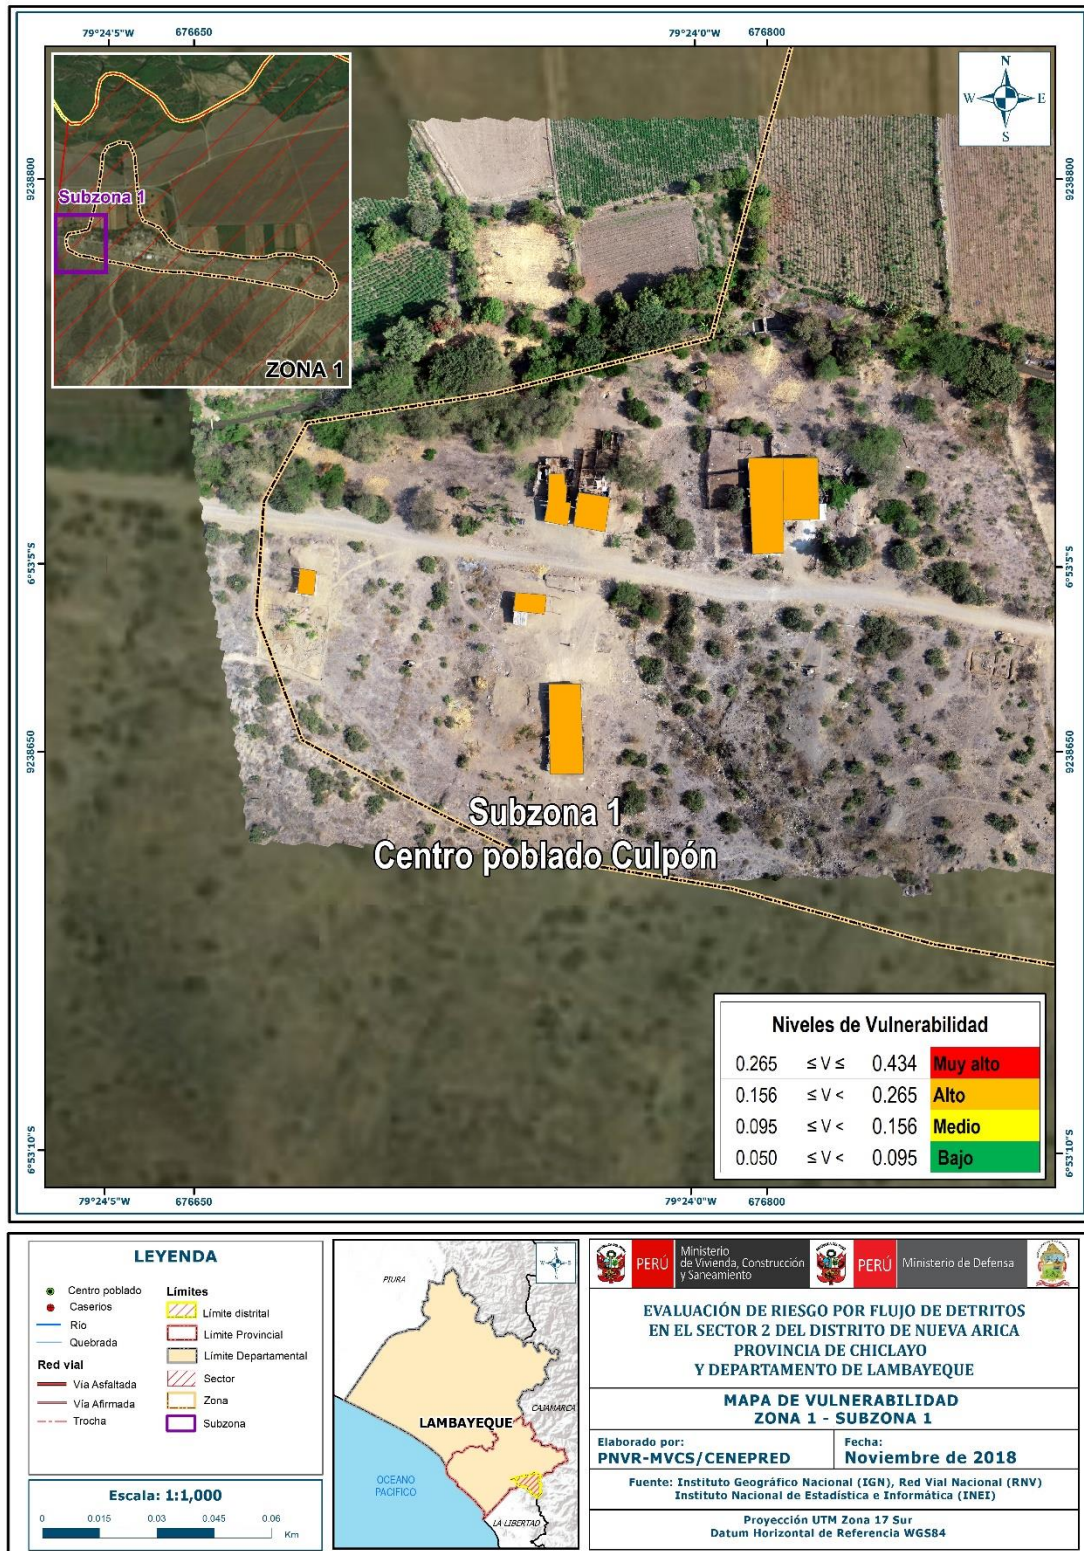 79°24'5"W
676650
79°24'0"W
676800
9238800
9238800
Subzona 1
ZONA 1
N
W
E
S
6°53'5"S
6°53'5"S
9238650
9238650
Subzona 1
Centro poblado Culpón
Niveles de Vulnerabilidad
0.265 ≤ V ≤ 0.434 Muy alto
0.156 ≤ V < 0.265 Alto
0.095 ≤ V < 0.156 Medio
0.050 ≤ V < 0.095 Bajo
6°53'10"S
6°53'10"S
79°24'5"W
676650
79°24'0"W
676800
LEYENDA
Centro poblado
Caserios
Río
Quebrada
Red vial
Vía Asfaltada
Vía Afirmada
Trocha
Límites
Límite distrital
Límite Provincial
Límite Departamental
Sector
Zona
Subzona
Escala: 1:1,000
0 0.015 0.03 0.045 0.06
Km
PIURA
CAJAMARCA
LAMBAYEQUE
OCEANO
PACIFICO
LA LIBERTAD
N
W
E
S
PERÚ
Ministerio
de Vivienda, Construcción
y Saneamiento
PERÚ
Ministerio de Defensa
EVALUACIÓN DE RIESGO POR FLUJO DE DETRITOS
EN EL SECTOR 2 DEL DISTRITO DE NUEVA ARICA
PROVINCIA DE CHICLAYO
Y DEPARTAMENTO DE LAMBAYEQUE
MAPA DE VULNERABILIDAD
ZONA 1 - SUBZONA 1
Elaborado por:
PNVR-MVCS/CENEPRED
Fecha:
Noviembre de 2018
Fuente: Instituto Geográfico Nacional (IGN), Red Vial Nacional (RNV)
Instituto Nacional de Estadística e Informática (INEI)
Proyección UTM Zona 17 Sur
Datum Horizontal de Referencia WGS84